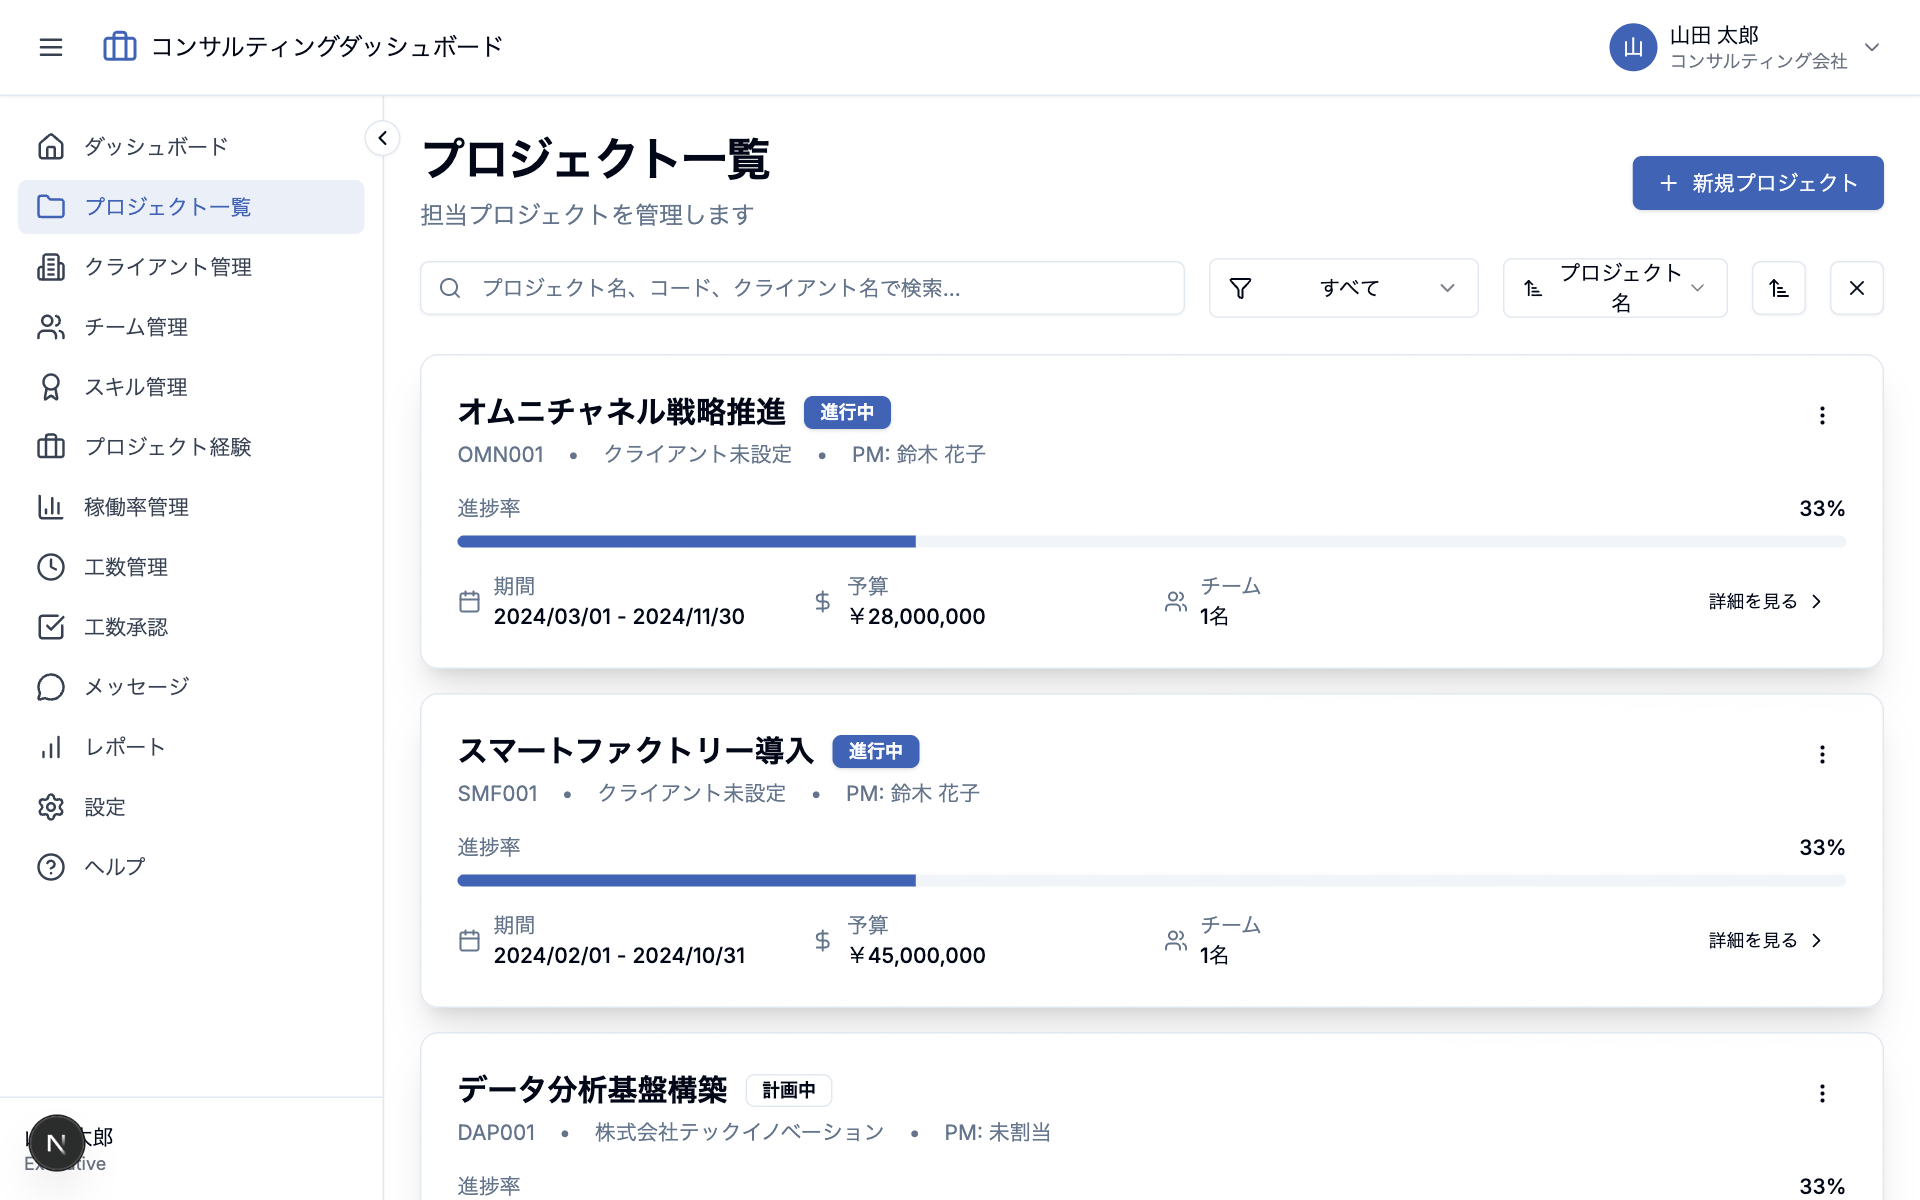 コンサルティングダッシュボード
山
山田 太郎
コンサルティング会社
ダッシュボード
プロジェクト一覧
クライアント管理
チーム管理
スキル管理
プロジェクト経験
稼働率管理
工数管理
工数承認
メッセージ
レポート
設定
ヘルプ
太郎
N
プロジェクト一覧
担当プロジェクトを管理します
新規プロジェクト
プロジェクト名、コード、クライアント名で検索...
すべて
プロジェクト
名
オムニチャネル戦略推進 進行中
OMN001 • クライアント未設定 • PM: 鈴木 花子
進捗率 33%
期間
2024/03/01 - 2024/11/30
予算
￥28,000,000
チーム
1名
詳細を見る
スマートファクトリー導入 進行中
SMF001 • クライアント未設定 • PM: 鈴木 花子
進捗率 33%
期間
2024/02/01 - 2024/10/31
予算
￥45,000,000
チーム
1名
詳細を見る
データ分析基盤構築 計画中
DAP001 • 株式会社テックイノベーション • PM: 未割当
進捗率 33%